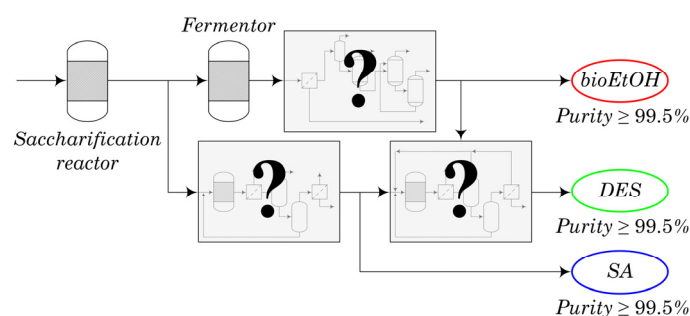 Fermentor
?
bioEtOH
Purity ≥ 99.5%
Saccharification
reactor
?
?
DES
Purity ≥ 99.5%
SA
Purity ≥ 99.5%